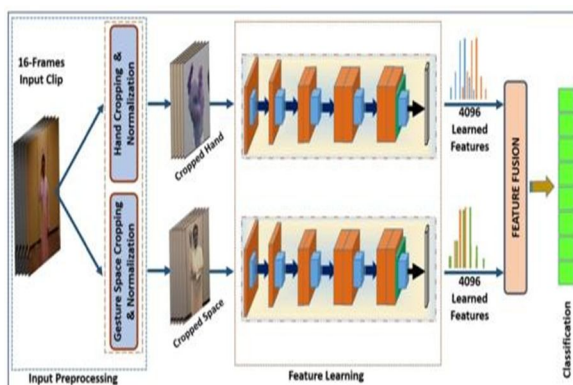 16-Frames
Input Clip
Hand Cropping &
Normalization
Gesture Space Cropping
& Normalization
Cropped Hand
Cropped Space
4096
Learned
Features
4096
Learned
Features
FEATURE FUSION
Classification
Input Preprocessing
Feature Learning